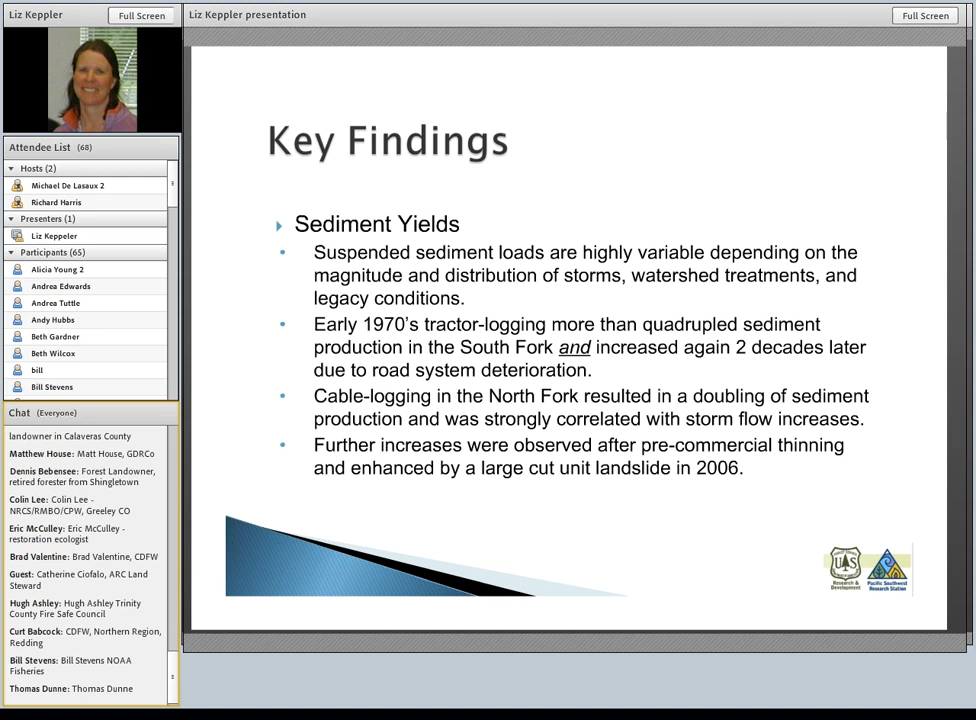 Liz Keppler
Full Screen
Liz Keppler presentation
Full Screen
Attendee List (68)
Hosts (2)
Michael De Lasaux 2
Richard Harris
Presenters (1)
Liz Keppeler
Participants (65)
Alicia Young 2
Andrea Edwards
Andrea Tuttle
Andy Hubbs
Beth Gardner
Beth Wilcox
bill
Bill Stevens
Chat (Everyone)
landowner in Calaveras County
Matthew House: Matt House, GDRCo
Dennis Bebensee: Forest Landowner,
retired forester from Shingletown
Colin Lee: Colin Lee -
NRCS/RMBO/CPW, Greeley CO
Eric McCulley: Eric McCulley -
restoration ecologist
Brad Valentine: Brad Valentine, CDFW
Guest: Catherine Ciofalo, ARC Land
Steward
Hugh Ashley: Hugh Ashley Trinity
County Fire Safe Council
Curt Babcock: CDFW, Northern Region,
Redding
Bill Stevens: Bill Stevens NOAA
Fisheries
Thomas Dunne: Thomas Dunne
Key Findings
Sediment Yields
• Suspended sediment loads are highly variable depending on the
magnitude and distribution of storms, watershed treatments, and
legacy conditions.
• Early 1970’s tractor-logging more than quadrupled sediment
production in the South Fork and increased again 2 decades later
due to road system deterioration.
• Cable-logging in the North Fork resulted in a doubling of sediment
production and was strongly correlated with storm flow increases.
• Further increases were observed after pre-commercial thinning
and enhanced by a large cut unit landslide in 2006.
UAS
Research &
Development
Pacific Southwest
Research Station